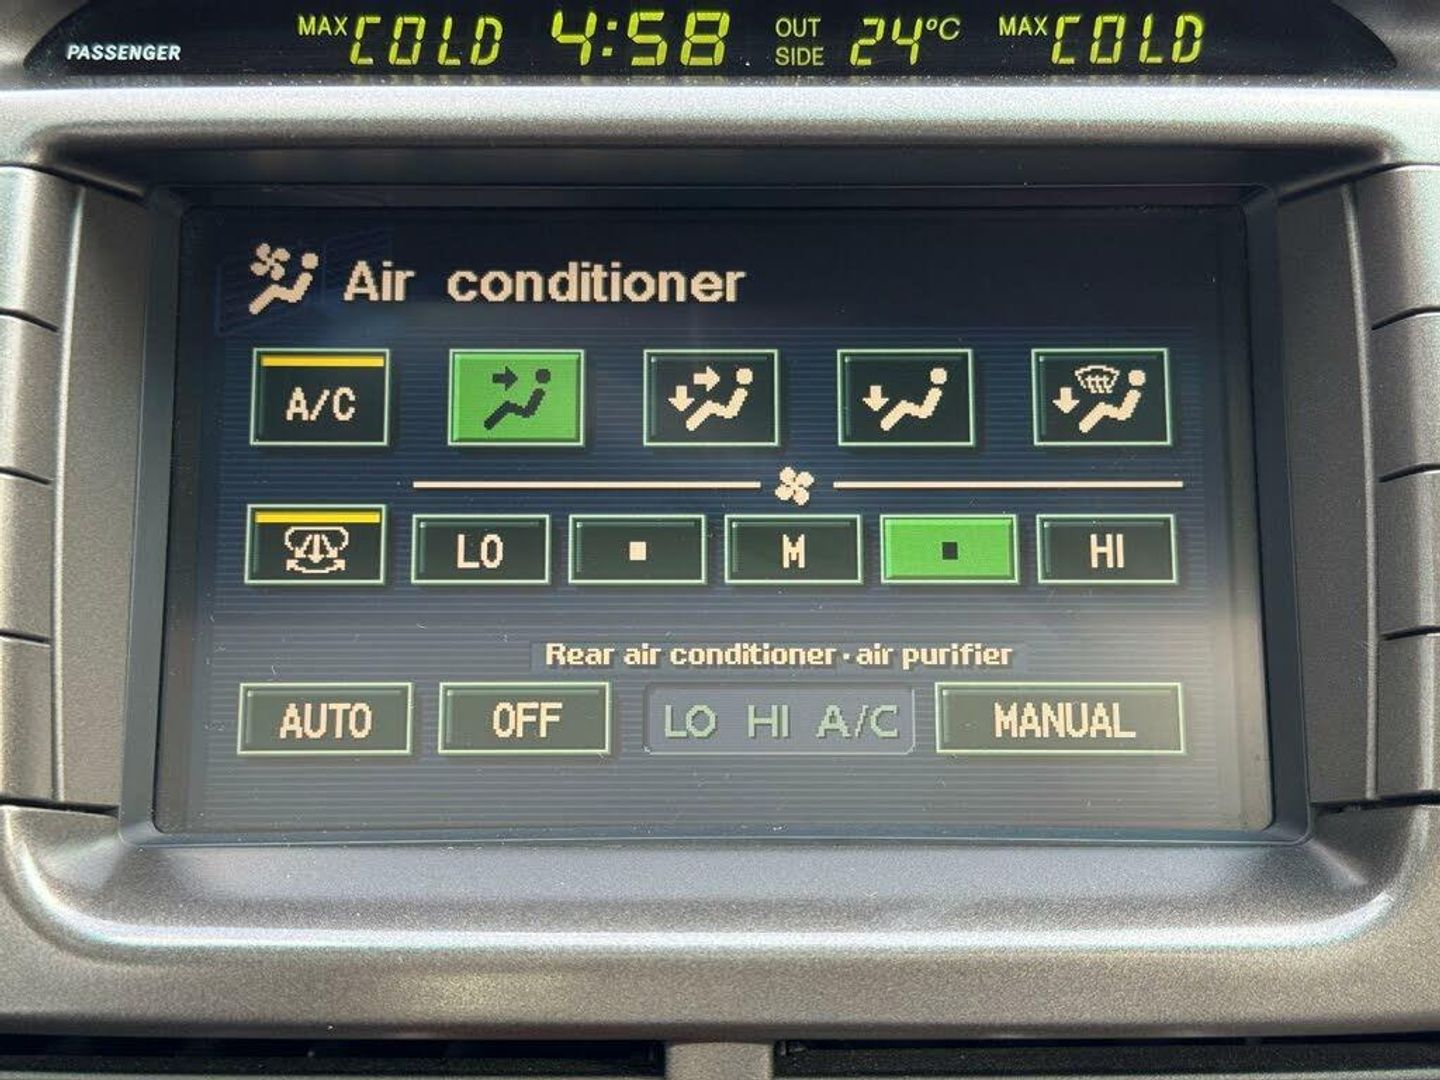 PASSENGER MAX COLD 4:58 OUT SIDE 24°C MAX COLD
Air conditioner
A/C
LO M HI
Rear air conditioner·air purifier
AUTO OFF LO HI A/C MANUAL